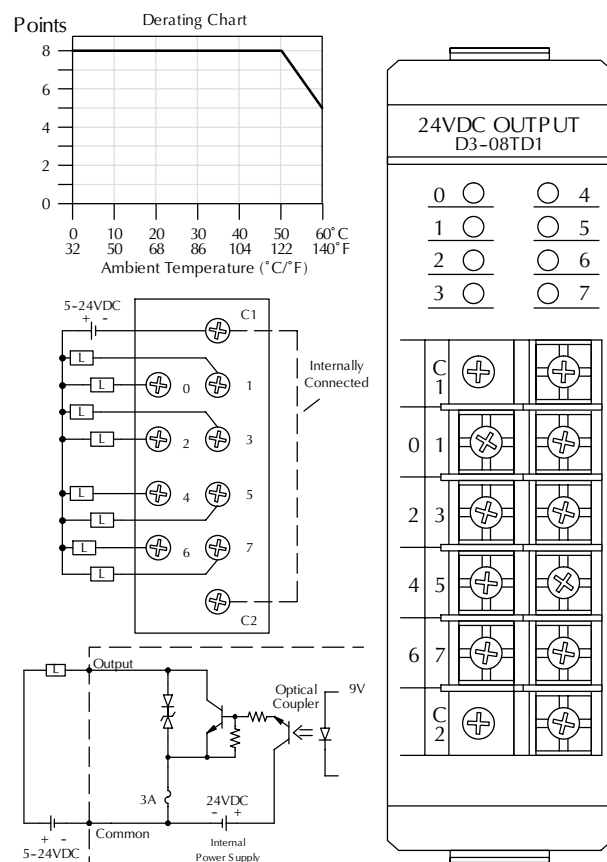 Points
Derating Chart
8
6
4
2
0
0 10 20 30 40 50 60˚C
32 50 68 86 104 122 140˚F
Ambient Temperature (˚C/˚F)
5-24VDC
+ -
C1
L
L
0 1
L
L
2 3
L
4 5
L
L
6 7
L
C2
Internally
Connected
L
Output
Optical
Coupler
9V
3A
24VDC
- +
Common
Internal
Power Supply
+ -
5-24VDC
24VDC OUTPUT
D3-08TD1
0 4
1 5
2 6
3 7
C
1
0 1
2 3
4 5
6 7
C
2